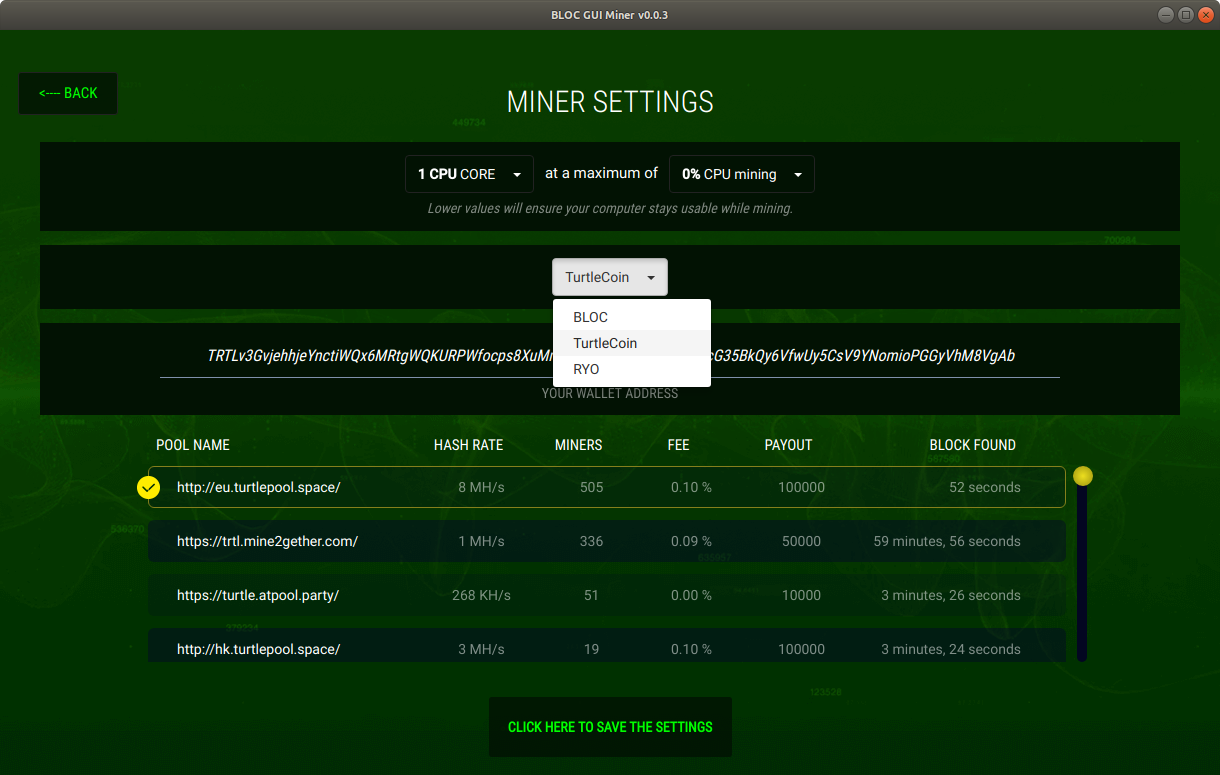 BLOC GUI Miner v0.0.3
<---- BACK
MINER SETTINGS
449734
1 CPU CORE at a maximum of 0% CPU mining
Lower values will ensure your computer stays usable while mining.
700964
TurtleCoin
BLOC
TurtleCoin
RYO
TRTLv3GvjehhjeYnctiWQx6MRtgWQKURPWfocps8XuM cG35BkQy6VfwUy5CsV9YNomioPGGyVhM8VgAb
YOUR WALLET ADDRESS
POOL NAME HASH RATE MINERS FEE PAYOUT BLOCK FOUND
http://eu.turtlepool.space/ 8 MH/s 505 0.10 % 100000 52 seconds
536370
https://trtl.mine2gether.com/ 1 MH/s 336 0.09 % 50000 59 minutes, 56 seconds
https://turtle.atpool.party/ 268 KH/s 51 0.00 % 10000 3 minutes, 26 seconds
http://hk.turtlepool.space/ 3 MH/s 19 0.10 % 100000 3 minutes, 24 seconds
123526
CLICK HERE TO SAVE THE SETTINGS